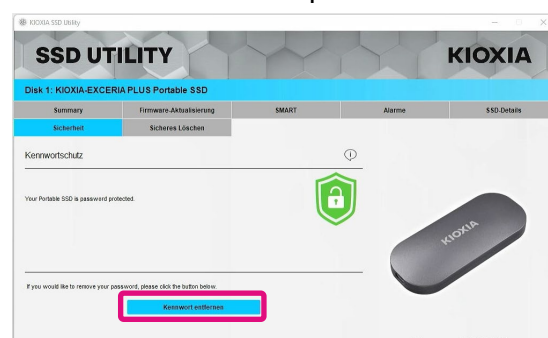 KIOXIA SSD Utility
SSD UTILITY
KIOXIA
Disk 1: KIOXIA-EXCERIA PLUS Portable SSD
Summary
Firmware-Aktualisierung
SMART
Alarme
SSD-Details
Sicherheit
Sicheres Löschen
Kennwortschutz
i
Your Portable SSD is password protected.
KIOXIA
If you would like to remove your password, please click the button below.
Kennwort entfernen